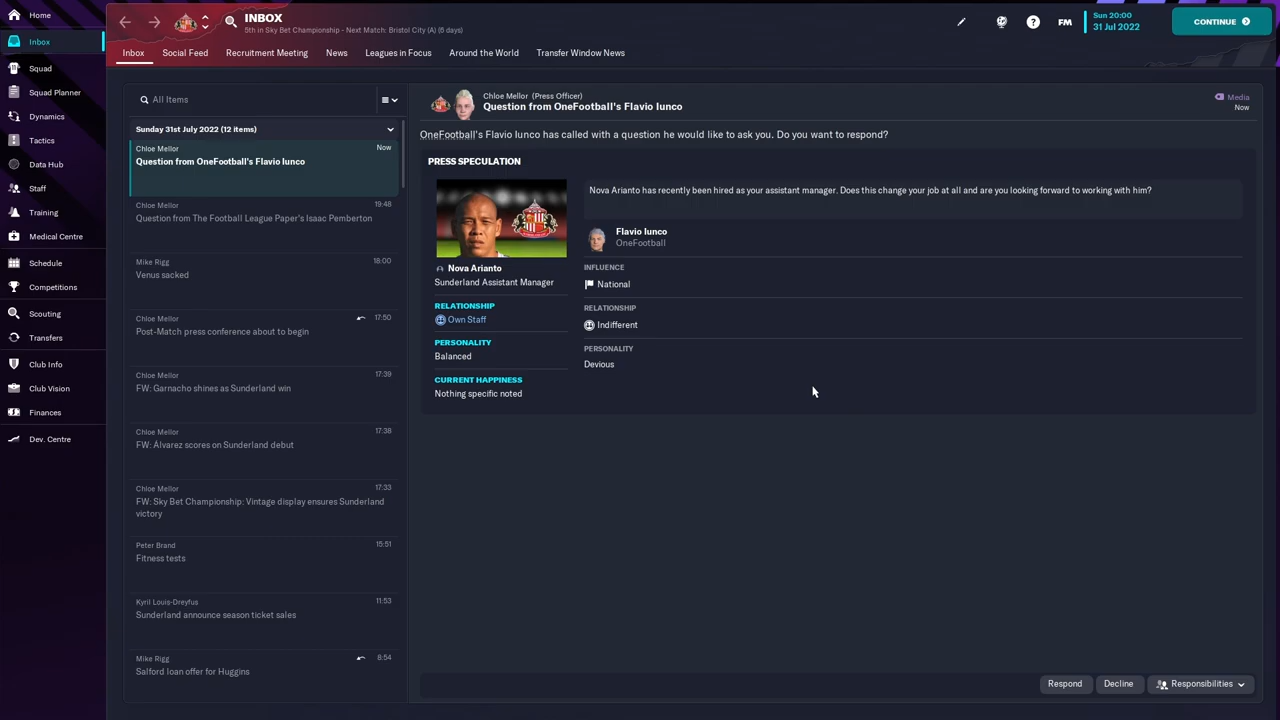 Home
Inbox
Squad
Squad Planner
Dynamics
Tactics
Data Hub
Staff
Training
Medical Centre
Schedule
Competitions
Scouting
Transfers
Club Info
Club Vision
Finances
Dev. Centre
INBOX
5th in Sky Bet Championship - Next Match: Bristol City (A) (6 days)
FM
Sun 20:00
31 Jul 2022
CONTINUE
Inbox
Social Feed
Recruitment Meeting
News
Leagues in Focus
Around the World
Transfer Window News
All Items
Sunday 31st July 2022 (12 items)
Chloe Mellor
Now
Question from OneFootball's Flavio Iunco
Chloe Mellor
19:48
Question from The Football League Paper's Isaac Pemberton
Mike Rigg
18:00
Venus sacked
Chloe Mellor
17:50
Post-Match press conference about to begin
Chloe Mellor
17:39
FW: Garnacho shines as Sunderland win
Chloe Mellor
17:38
FW: Álvarez scores on Sunderland debut
Chloe Mellor
17:33
FW: Sky Bet Championship: Vintage display ensures Sunderland
victory
Peter Brand
15:51
Fitness tests
Kyril Louis-Dreyfus
11:53
Sunderland announce season ticket sales
Mike Rigg
8:54
Salford loan offer for Huggins
Chloe Mellor (Press Officer)
Question from OneFootball's Flavio Iunco
Media
Now
OneFootball's Flavio Iunco has called with a question he would like to ask you. Do you want to respond?
PRESS SPECULATION
Nova Arianto
Sunderland Assistant Manager
RELATIONSHIP
Own Staff
PERSONALITY
Balanced
CURRENT HAPPINESS
Nothing specific noted
Nova Arianto has recently been hired as your assistant manager. Does this change your job at all and are you looking forward to working with him?
Flavio Iunco
OneFootball
INFLUENCE
National
RELATIONSHIP
Indifferent
PERSONALITY
Devious
Respond
Decline
Responsibilities